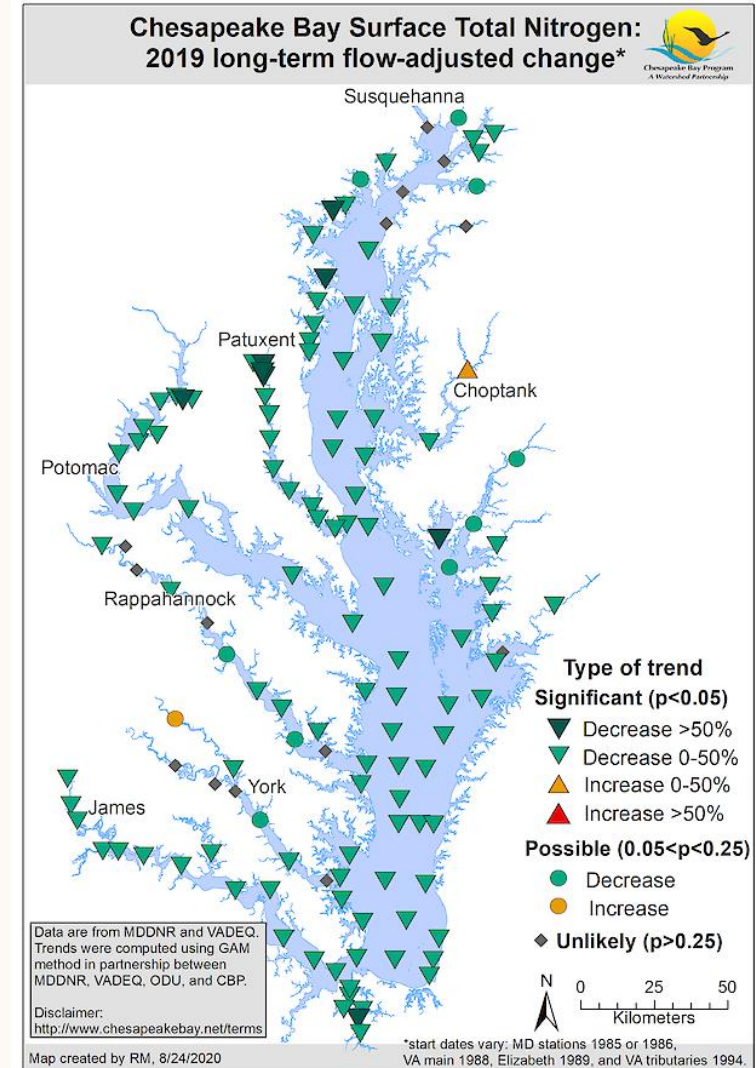 Chesapeake Bay Surface Total Nitrogen:
2019 long-term flow-adjusted change*
Chesapeake Bay Program
A Watershed Partnership
Susquehanna
Patuxent
Choptank
Potomac
Rappahannock
York
James
Type of trend
Significant (p<0.05)
Decrease >50%
Decrease 0-50%
Increase 0-50%
Increase >50%
Possible (0.05<p<0.25)
Decrease
Increase
Unlikely (p>0.25)
N
0 25 50
Kilometers
Data are from MDDNR and VADEQ.
Trends were computed using GAM
method in partnership between
MDDNR, VADEQ, ODU, and CBP.
Disclaimer:
http://www.chesapeakebay.net/terms
Map created by RM, 8/24/2020
*start dates vary: MD stations 1985 or 1986,
VA main 1988, Elizabeth 1989, and VA tributaries 1994.